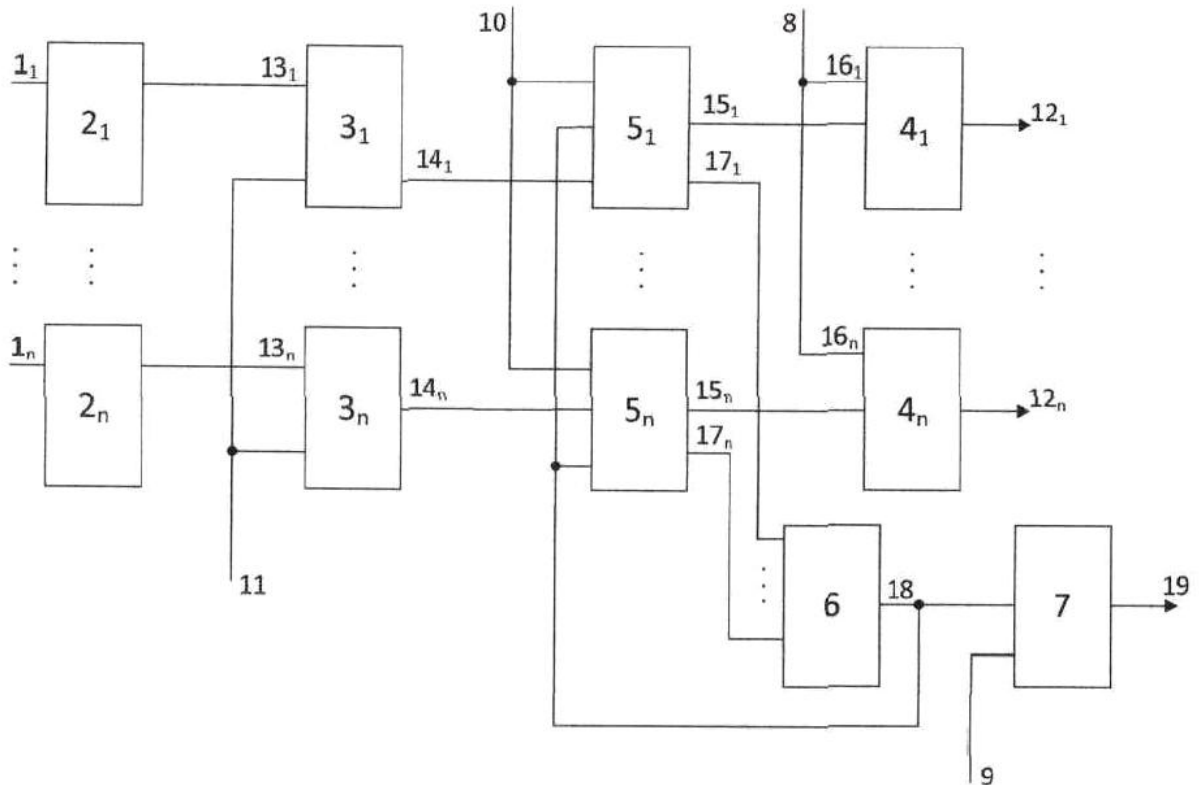 10 8
1₁ 13₁ 15₁ 16₁ 12₁
2₁ 3₁ 5₁ 4₁
14₁ 17₁
1ₙ 13ₙ 14ₙ 15ₙ 16ₙ 12ₙ
2ₙ 3ₙ 5ₙ 4ₙ
17ₙ
11 6 18 7 19
9